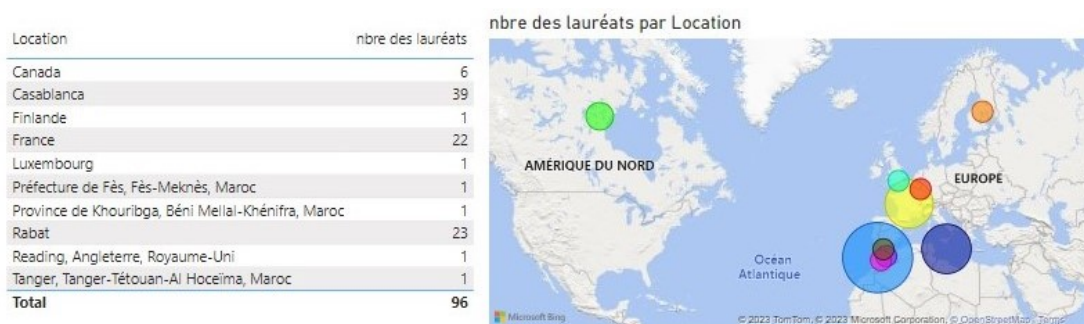 Location nbre des lauréats
Canada 6
Casablanca 39
Finlande 1
France 22
Luxembourg 1
Préfecture de Fès, Fès-Meknès, Maroc 1
Province de Khouribga, Béni Mellal-Khénifra, Maroc 1
Rabat 23
Reading, Angleterre, Royaume-Uni 1
Tanger, Tanger-Tétouan-Al Hoceïma, Maroc 1
Total 96
nbre des lauréats par Location
AMÉRIQUE DU NORD
EUROPE
Océan
Atlantique
Microsoft Bing
© 2023 TomTom, © 2023 Microsoft Corporation, © OpenStreetMap Terms